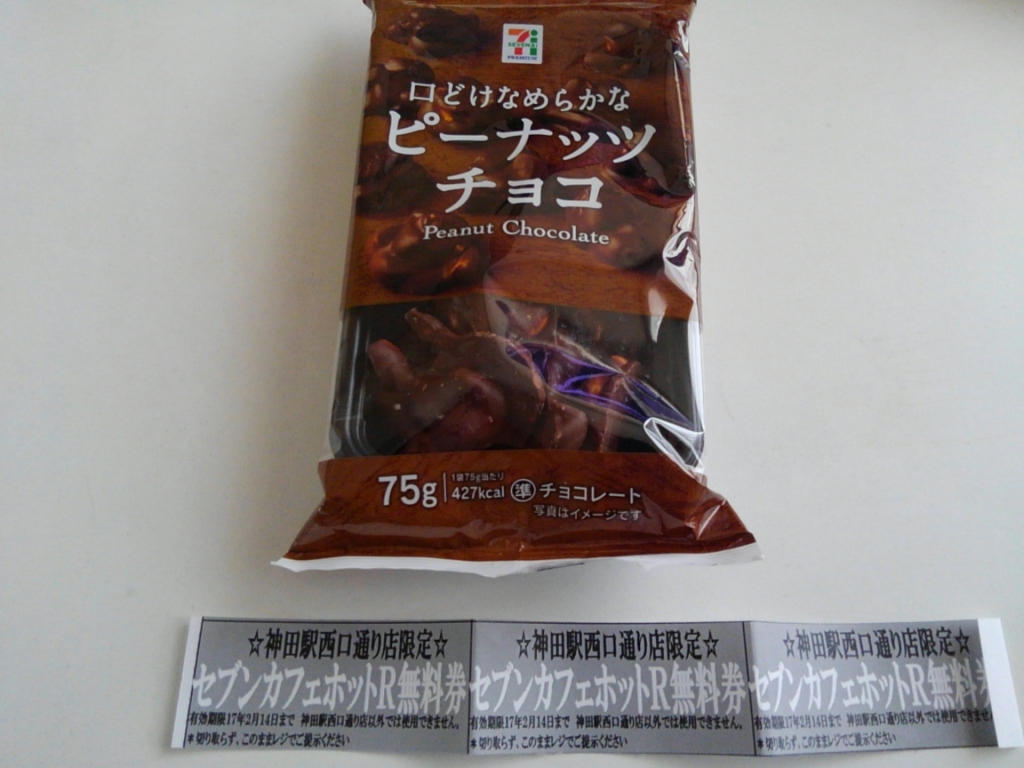 SEVEN&i
PREMIUM
口どけなめらかな
ピーナッツ
チョコ
Peanut Chocolate
75g
1袋75g当たり
427kcal
準 チョコレート
写真はイメージです
☆神田駅西口通り店限定☆
セブンカフェホットR無料券
有効期限17年2月14日まで 神田駅西口通り店以外では使用できません。
*切り取らず、このままレジでご提示ください
☆神田駅西口通り店限定☆
セブンカフェホットR無料券
有効期限17年2月14日まで 神田駅西口通り店以外では使用できません。
*切り取らず、このままレジでご提示ください
☆神田駅西口通り店限定☆
セブンカフェホットR無料
有効期限17年2月14日まで 神田駅西口通り店以外では使用できません
*切り取らず、このままレジでご提示ください